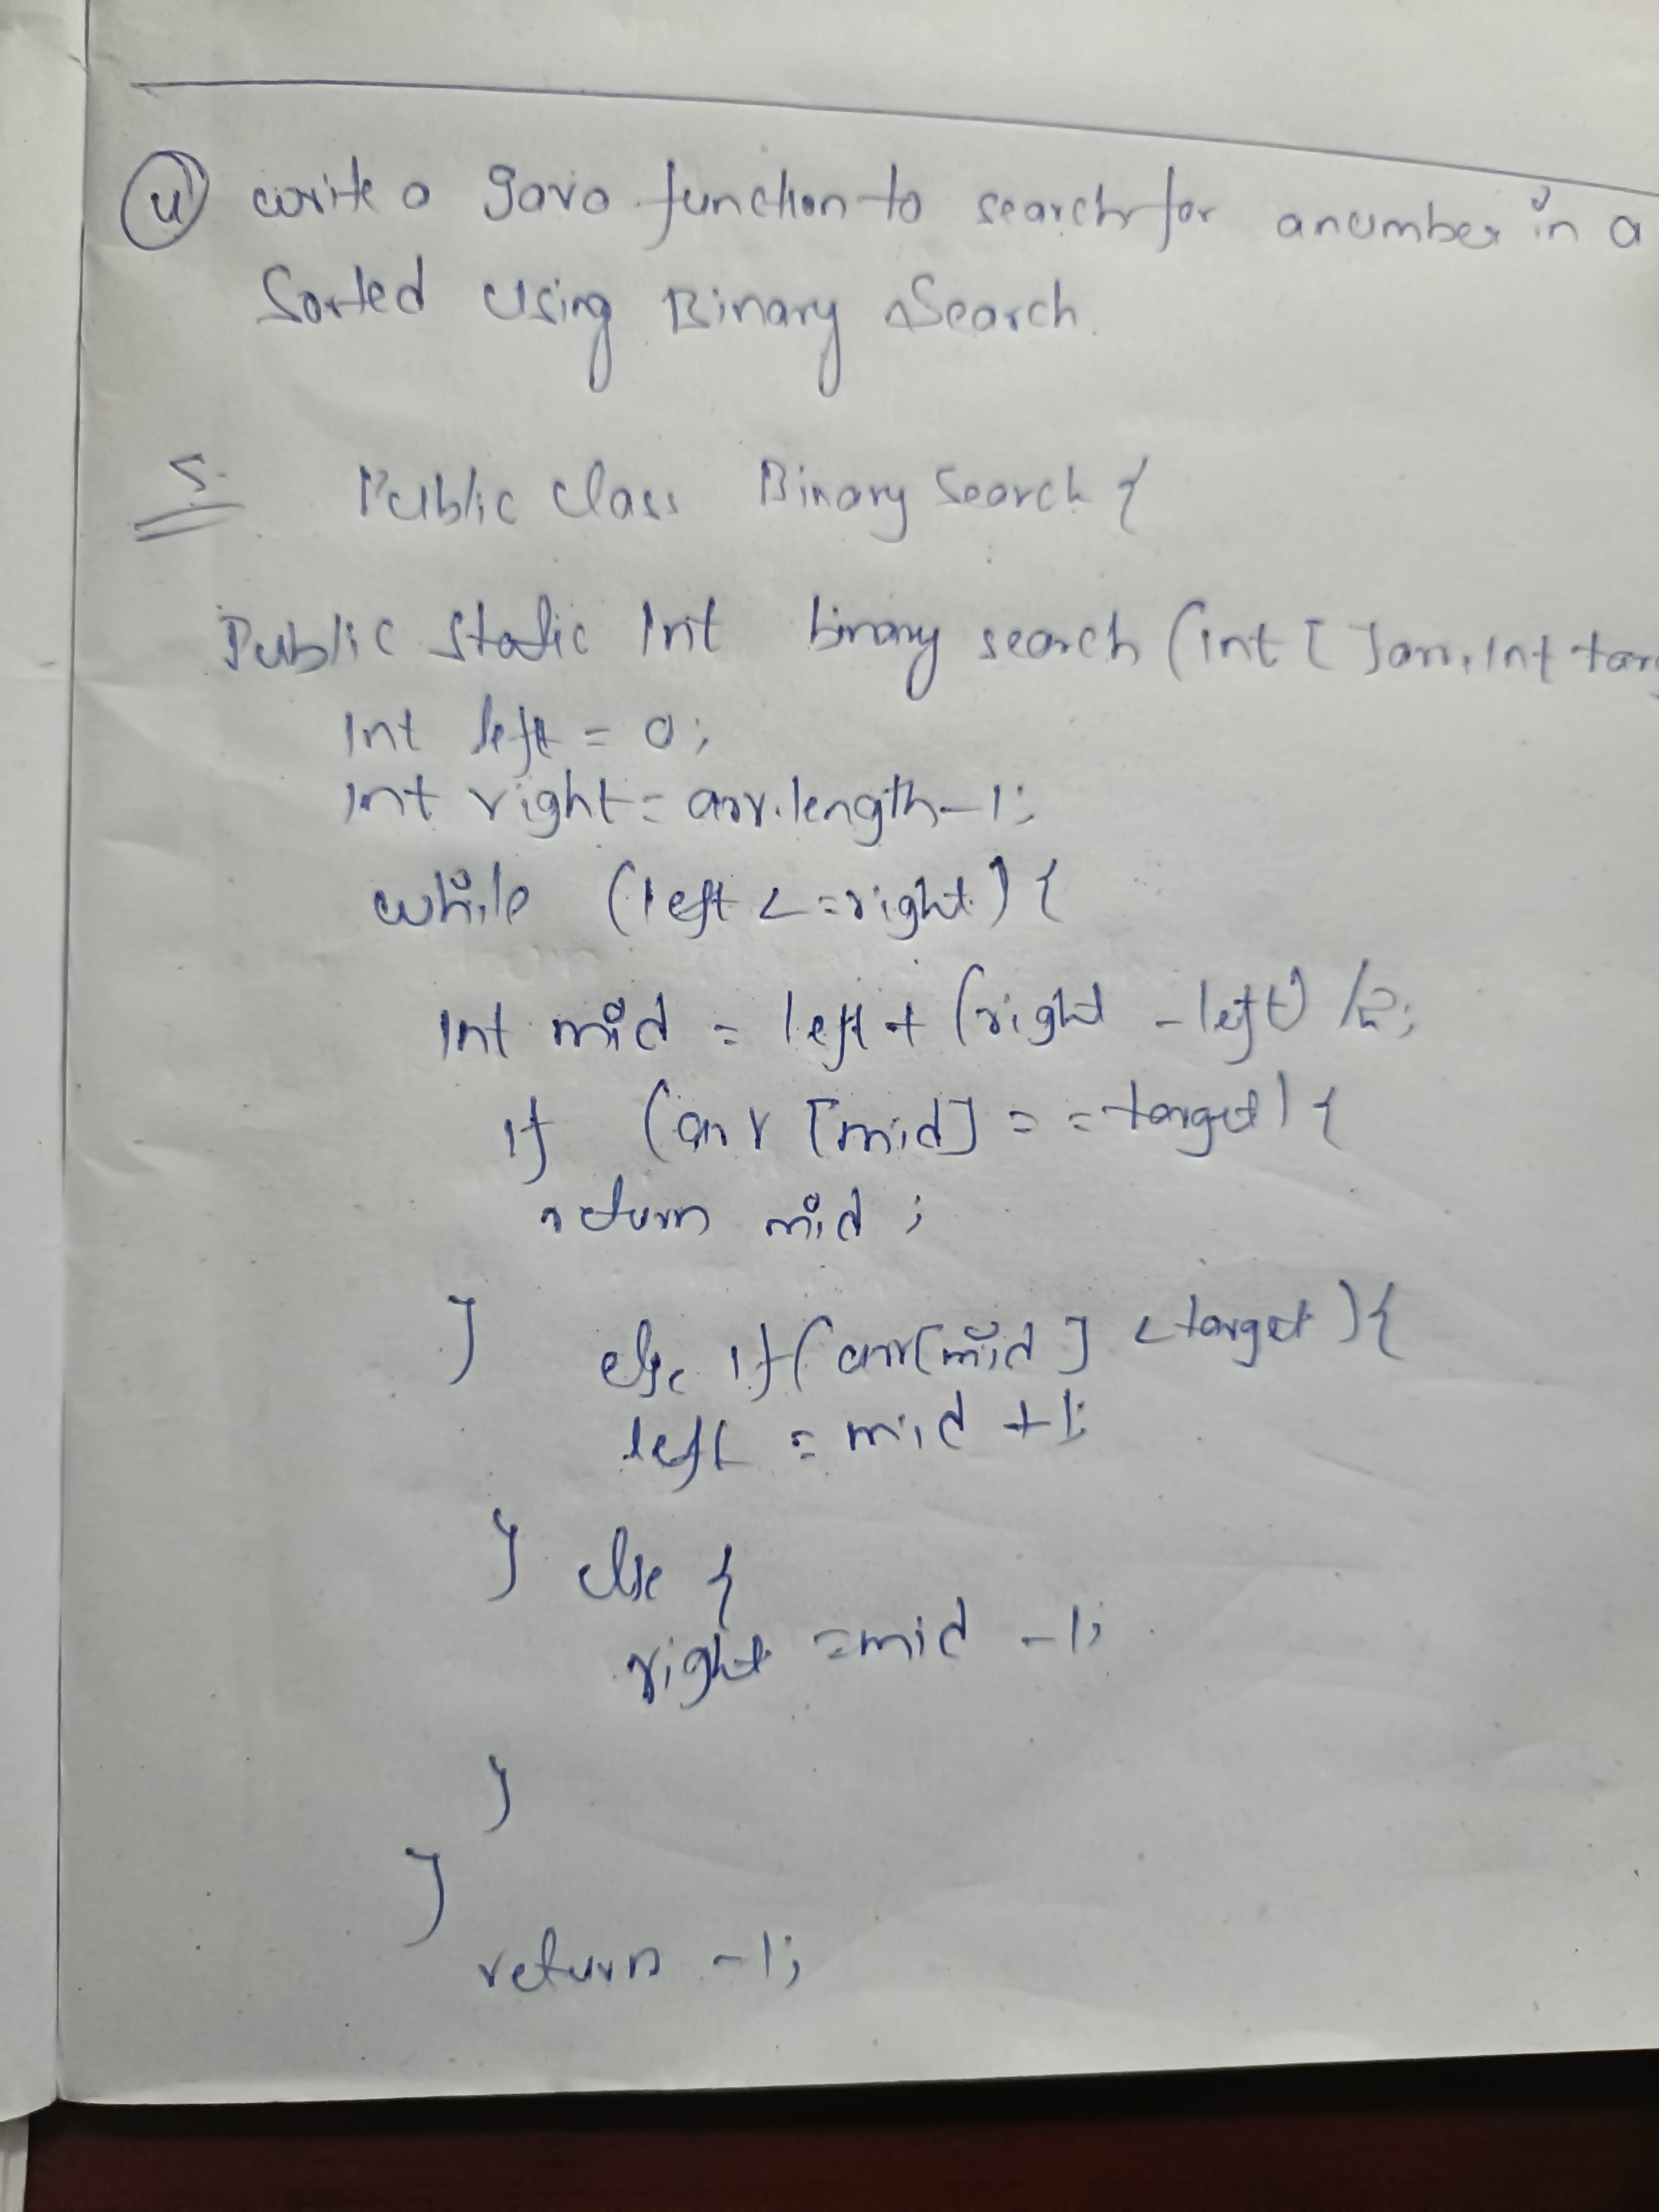 4 write a Java function to search for a number in a
Sorted using Binary Search.
S. Public class Binary Search {
Public static Int binary search (int [ ] arr, Int tar
Int left = 0;
Int right = arr.length-1;
while (left <= right) {
Int mid = left + (right - left) /2;
If (arr [mid] = = target) {
return mid ;
} else if (arr[mid] < target) {
left = mid + 1;
} else {
right = mid - 1;
}
}
return -1;